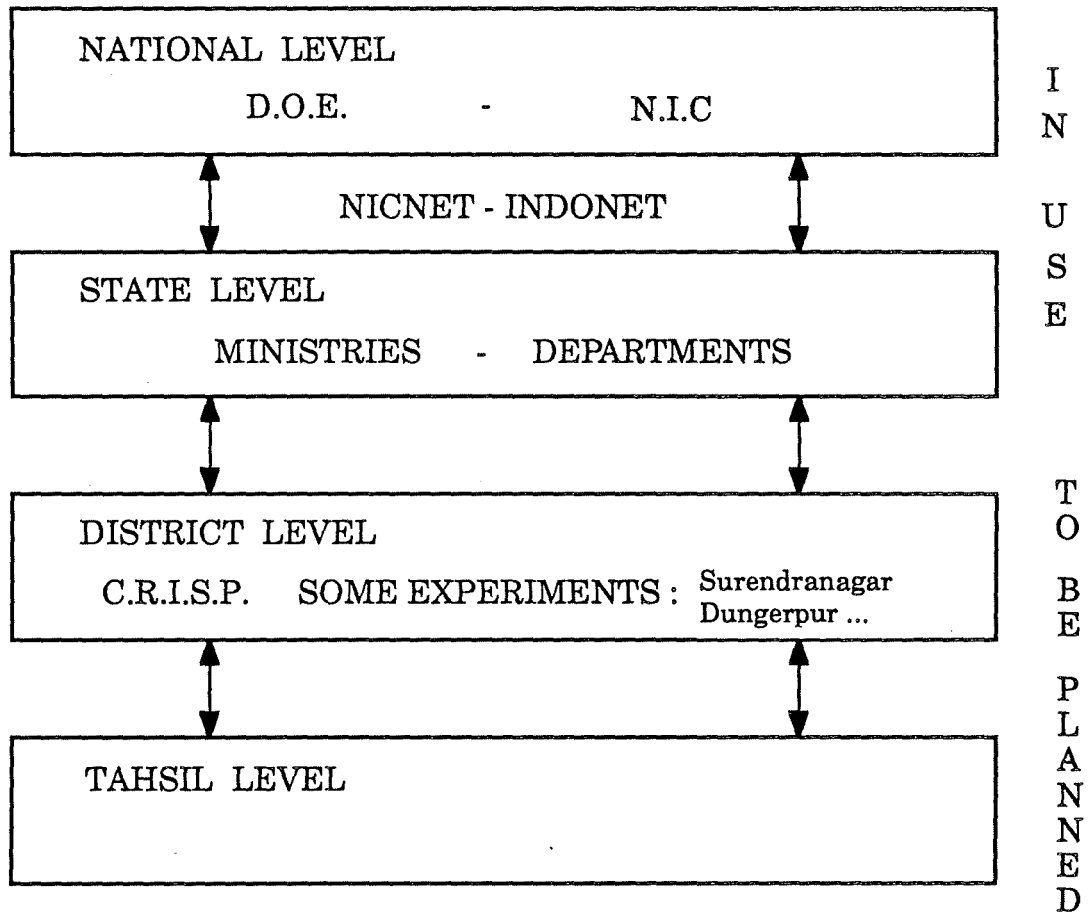 NATIONAL LEVEL
D.O.E. - N.I.C
NICNET - INDONET
STATE LEVEL
MINISTRIES - DEPARTMENTS
DISTRICT LEVEL
C.R.I.S.P. SOME EXPERIMENTS : Surendranagar
Dungerpur ...
TAHSIL LEVEL
IN USE
TO BE PLANNED